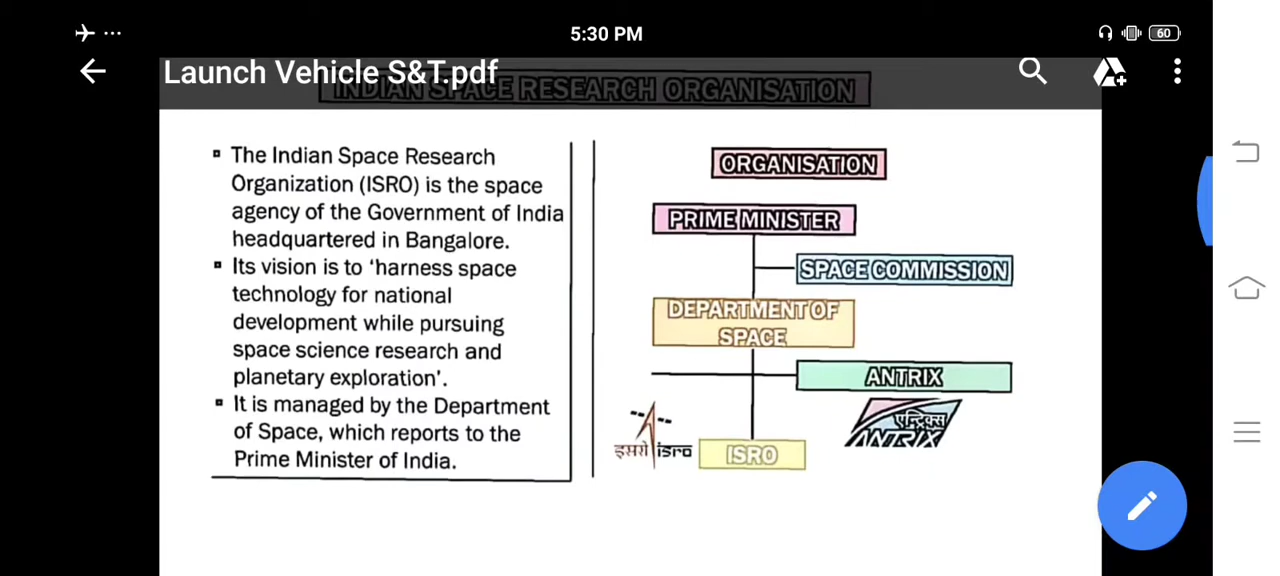 5:30 PM
60
Launch Vehicle S&T.pdf
INDIAN SPACE RESEARCH ORGANISATION
The Indian Space Research
Organization (ISRO) is the space
agency of the Government of India
headquartered in Bangalore.
Its vision is to ‘harness space
technology for national
development while pursuing
space science research and
planetary exploration’.
It is managed by the Department
of Space, which reports to the
Prime Minister of India.
ORGANISATION
PRIME MINISTER
SPACE COMMISSION
DEPARTMENT OF
SPACE
ANTRIX
एन्ट्रिक्स
ANTRIX
इसरो isro
ISRO